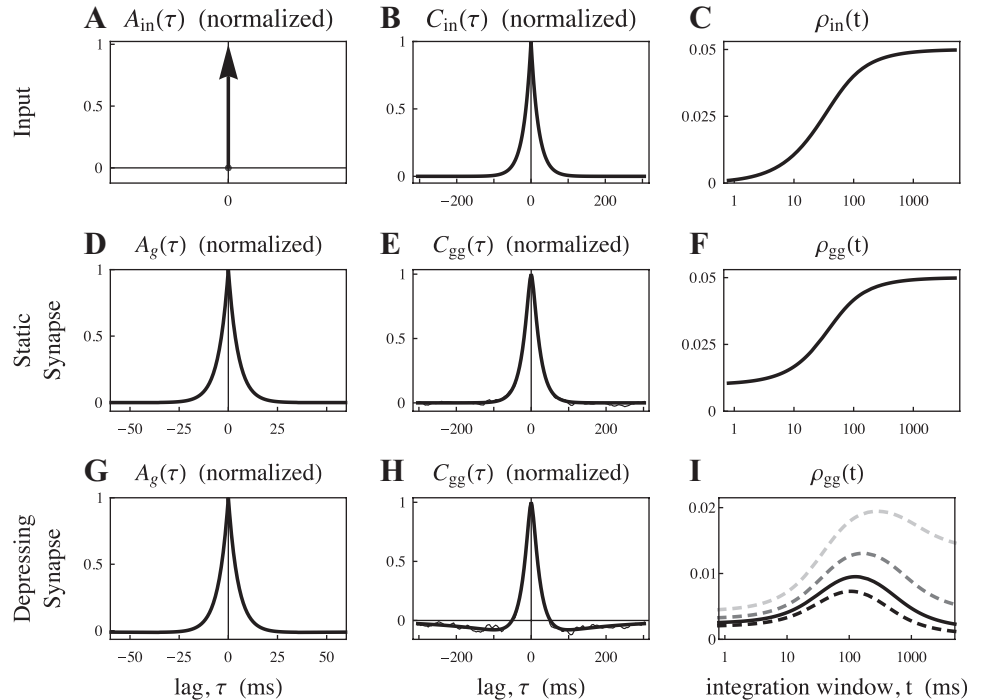 A A_in(τ) (normalized)
B C_in(τ) (normalized)
C ρ_in(t)
Input
1
0.5
0
0
1
0.5
0
−200 0 200
0.05
0.025
0
1 10 100 1000
D A_g(τ) (normalized)
E C_gg(τ) (normalized)
F ρ_gg(t)
Static
Synapse
1
0.5
0
−50 −25 0 25 50
1
0.5
0
−200 0 200
0.05
0.025
0
1 10 100 1000
G A_g(τ) (normalized)
H C_gg(τ) (normalized)
I ρ_gg(t)
Depressing
Synapse
1
0.5
0
−50 −25 0 25 50
lag, τ (ms)
1
0.5
0
−200 0 200
lag, τ (ms)
0.02
0.01
0
1 10 100 1000
integration window, t (ms)